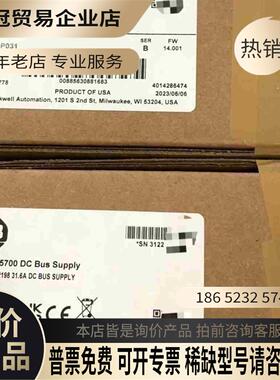 冠贸易企业店
年老店 专业服务
热销
P031
SER
B
FW
14.001
778
00885630881683
4014286474
PRODUCT OF USA
2023/06/06
ckwell Automation, 1201 S 2nd St, Milwaukee, WI 53204, USA
*SN 3122
5700 DC Bus Supply
2198 31.6A DC BUS SUPPLY
186 5232 574
价
品
本店皆是询价产品 拍前咨询客服
普票免费 可开专票 稀缺型号请咨